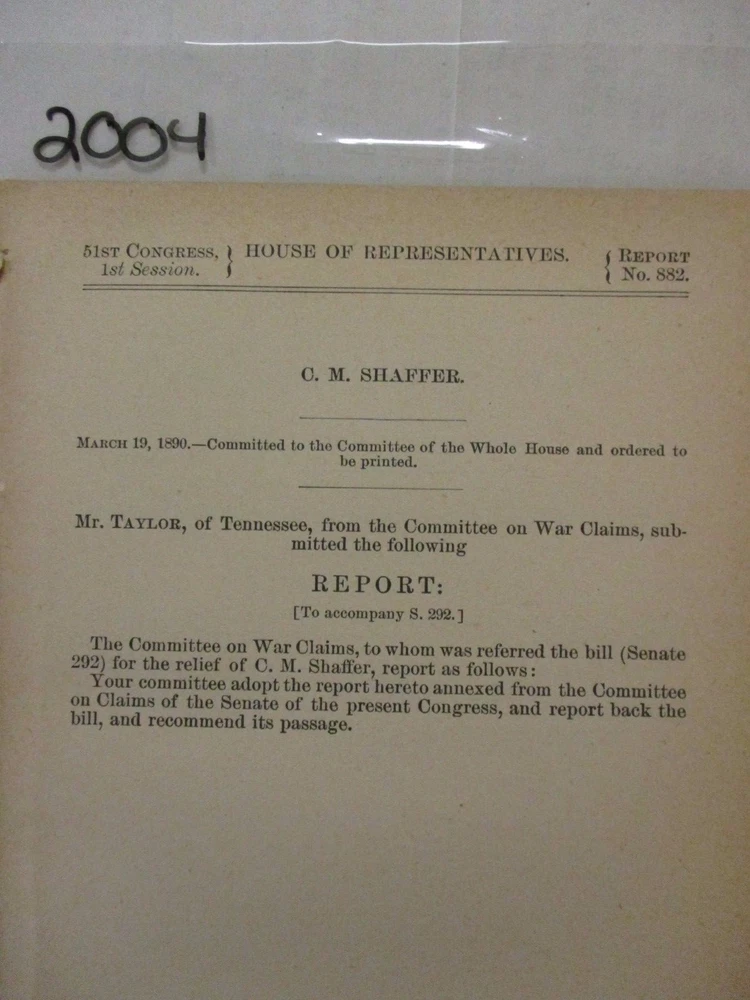 2004
51ST CONGRESS, } HOUSE OF REPRESENTATIVES. { REPORT
1st Session. } { No. 882.
C. M. SHAFFER.
MARCH 19, 1890.—Committed to the Committee of the Whole House and ordered to
be printed.
Mr. TAYLOR, of Tennessee, from the Committee on War Claims, sub-
mitted the following
REPORT:
[To accompany S. 292.]
The Committee on War Claims, to whom was referred the bill (Senate
292) for the relief of C. M. Shaffer, report as follows:
Your committee adopt the report hereto annexed from the Committee
on Claims of the Senate of the present Congress, and report back the
bill, and recommend its passage.